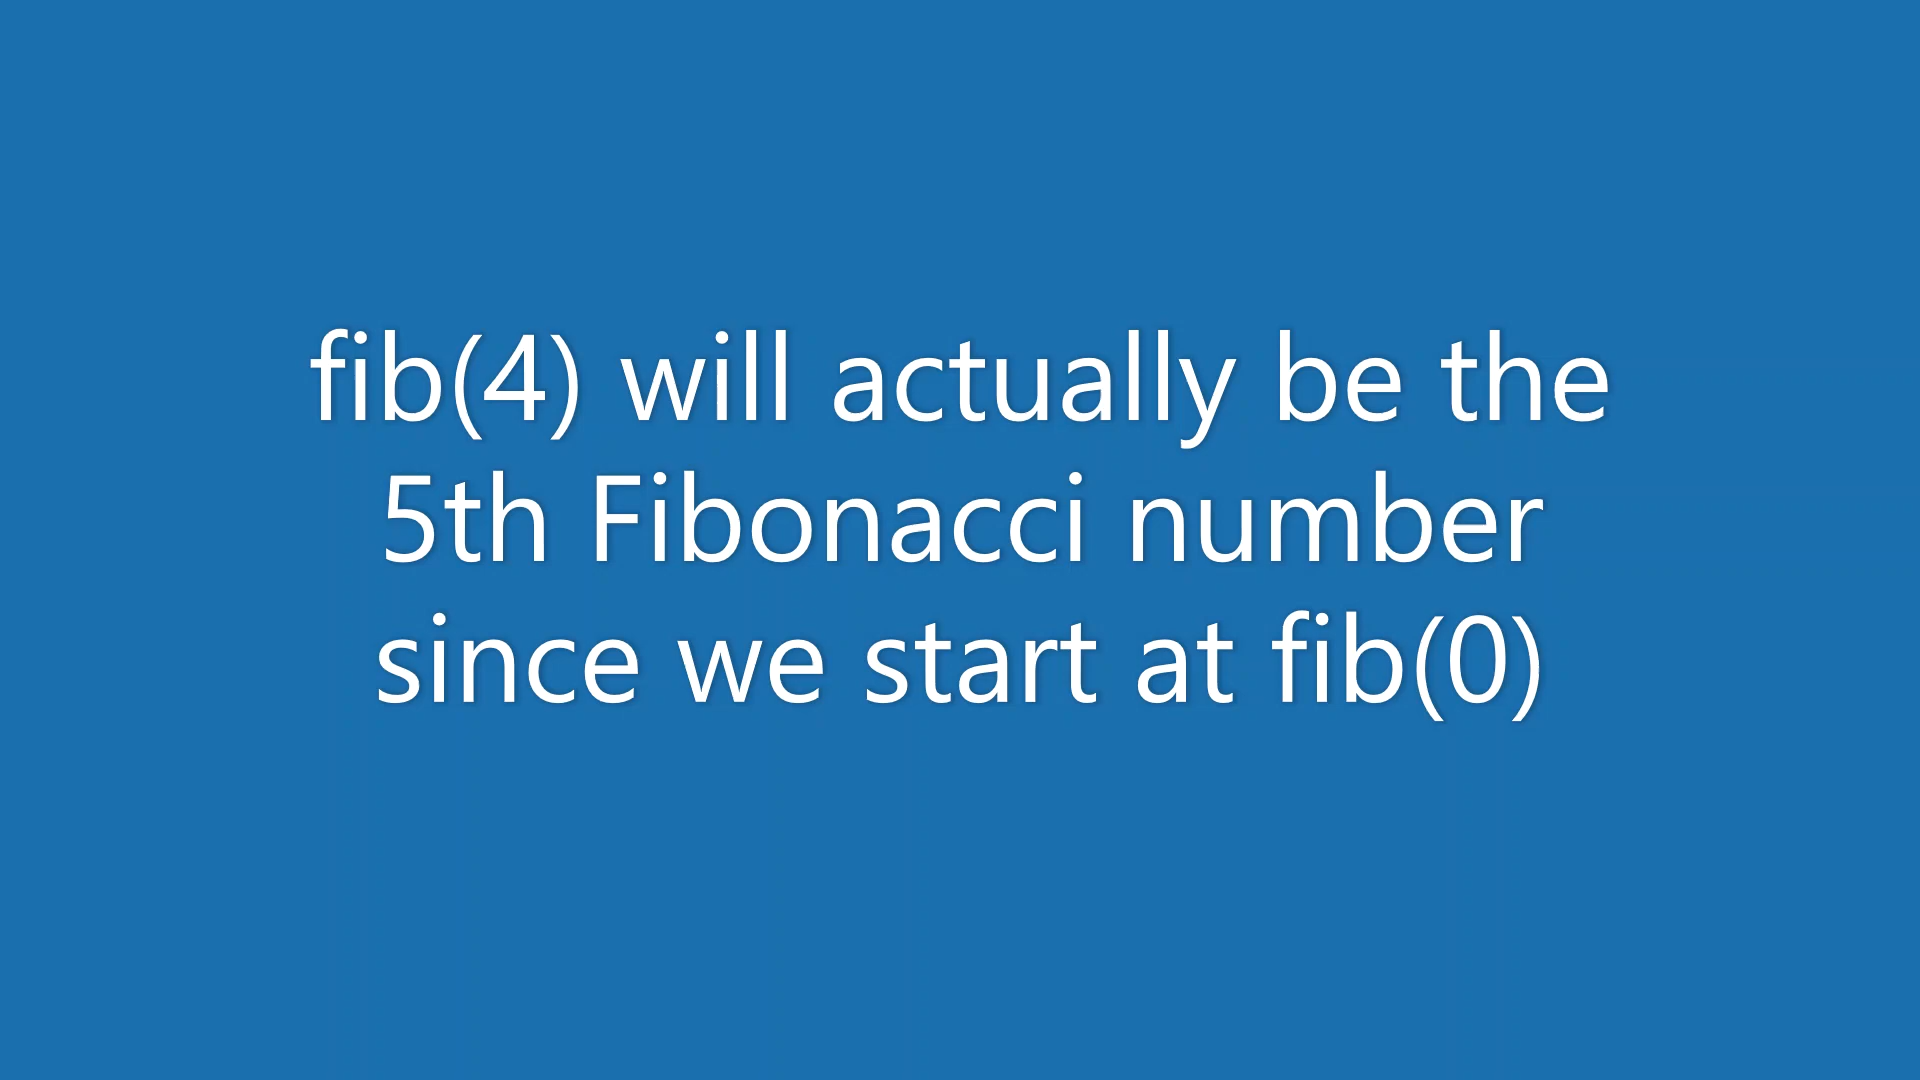 fib(4) will actually be the
5th Fibonacci number
since we start at fib(0)